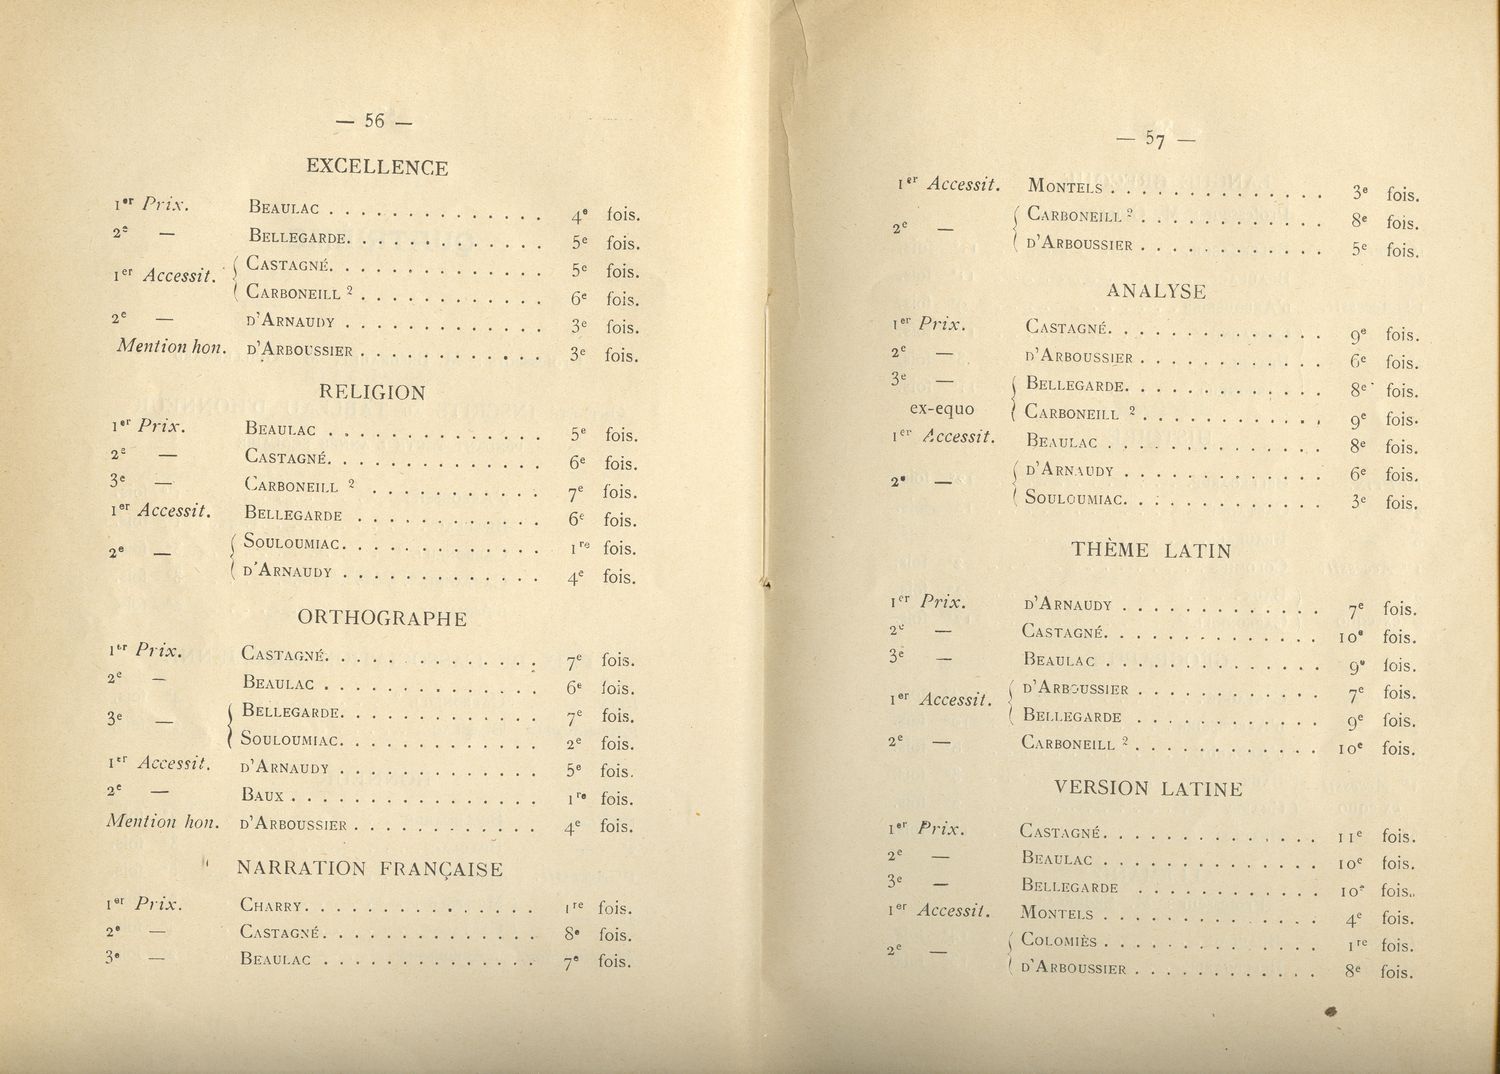 — 56 —
EXCELLENCE
1er Prix. BEAULAC . . . . . . . . . . . . . . 4e fois.
2e — BELLEGARDE. . . . . . . . . . . . . 5e fois.
1er Accessit. { CASTAGNÉ. . . . . . . . . . . . . . 5e fois.
CARBONEILL 2 . . . . . . . . . . . . 6e fois.
2e — D'ARNAUDY . . . . . . . . . . . . . 3e fois.
Mention hon. D'ARBOUSSIER . . . . . . . . . . . . 3e fois.
RELIGION
1er Prix. BEAULAC . . . . . . . . . . . . . . 5e fois.
2e — CASTAGNÉ. . . . . . . . . . . . . . 6e fois.
3e — CARBONEILL 2 . . . . . . . . . . . 7e fois.
1er Accessit. BELLEGARDE . . . . . . . . . . . . 6e fois.
2e — { SOULOUMIAC. . . . . . . . . . . . . 1re fois.
D'ARNAUDY . . . . . . . . . . . . . 4e fois.
ORTHOGRAPHE
1er Prix. CASTAGNÉ. . . . . . . . . . . . . . 7e fois.
2e — BEAULAC . . . . . . . . . . . . . . 6e fois.
3e — { BELLEGARDE. . . . . . . . . . . . . 7e fois.
SOULOUMIAC. . . . . . . . . . . . . 2e fois.
1er Accessit. D'ARNAUDY . . . . . . . . . . . . . 5e fois.
2e — BAUX . . . . . . . . . . . . . . . . 1re fois.
Mention hon. D'ARBOUSSIER . . . . . . . . . . . . 4e fois.
NARRATION FRANÇAISE
1er Prix. CHARRY. . . . . . . . . . . . . . . 1re fois.
2e — CASTAGNÉ. . . . . . . . . . . . . . 8e fois.
3e — BEAULAC . . . . . . . . . . . . . . 7e fois.
— 57 —
1er Accessit. MONTELS . . . . . . . . . . . . . . 3e fois.
2e — { CARBONEILL 2 . . . . . . . . . . . . 8e fois.
D'ARBOUSSIER . . . . . . . . . . . . 5e fois.
ANALYSE
1er Prix. CASTAGNÉ. . . . . . . . . . . . . . 9e fois.
2e — D'ARBOUSSIER . . . . . . . . . . . . 6e fois.
3e — { BELLEGARDE. . . . . . . . . . . . . 8e fois.
ex-equo CARBONEILL 2 . . . . . . . . . . . . 9e fois.
1er Accessit. BEAULAC . . . . . . . . . . . . . . 8e fois.
2e — { D'ARNAUDY . . . . . . . . . . . . . 6e fois.
SOULOUMIAC. . . . . . . . . . . . . 3e fois.
THÈME LATIN
1er Prix. D'ARNAUDY . . . . . . . . . . . . . 7e fois.
2e — CASTAGNÉ. . . . . . . . . . . . . . 10e fois.
3e — BEAULAC . . . . . . . . . . . . . . 9e fois.
1er Accessit. { D'ARBOUSSIER . . . . . . . . . . . . 7e fois.
BELLEGARDE . . . . . . . . . . . . 9e fois.
2e — CARBONEILL 2 . . . . . . . . . . . . 10e fois.
VERSION LATINE
1er Prix. CASTAGNÉ. . . . . . . . . . . . . . 11e fois.
2e — BEAULAC . . . . . . . . . . . . . . 10e fois.
3e — BELLEGARDE . . . . . . . . . . . . 10e fois.
1er Accessit. MONTELS . . . . . . . . . . . . . . 4e fois.
2e — { COLOMIÈS . . . . . . . . . . . . . . 1re fois.
D'ARBOUSSIER . . . . . . . . . . . . 8e fois.